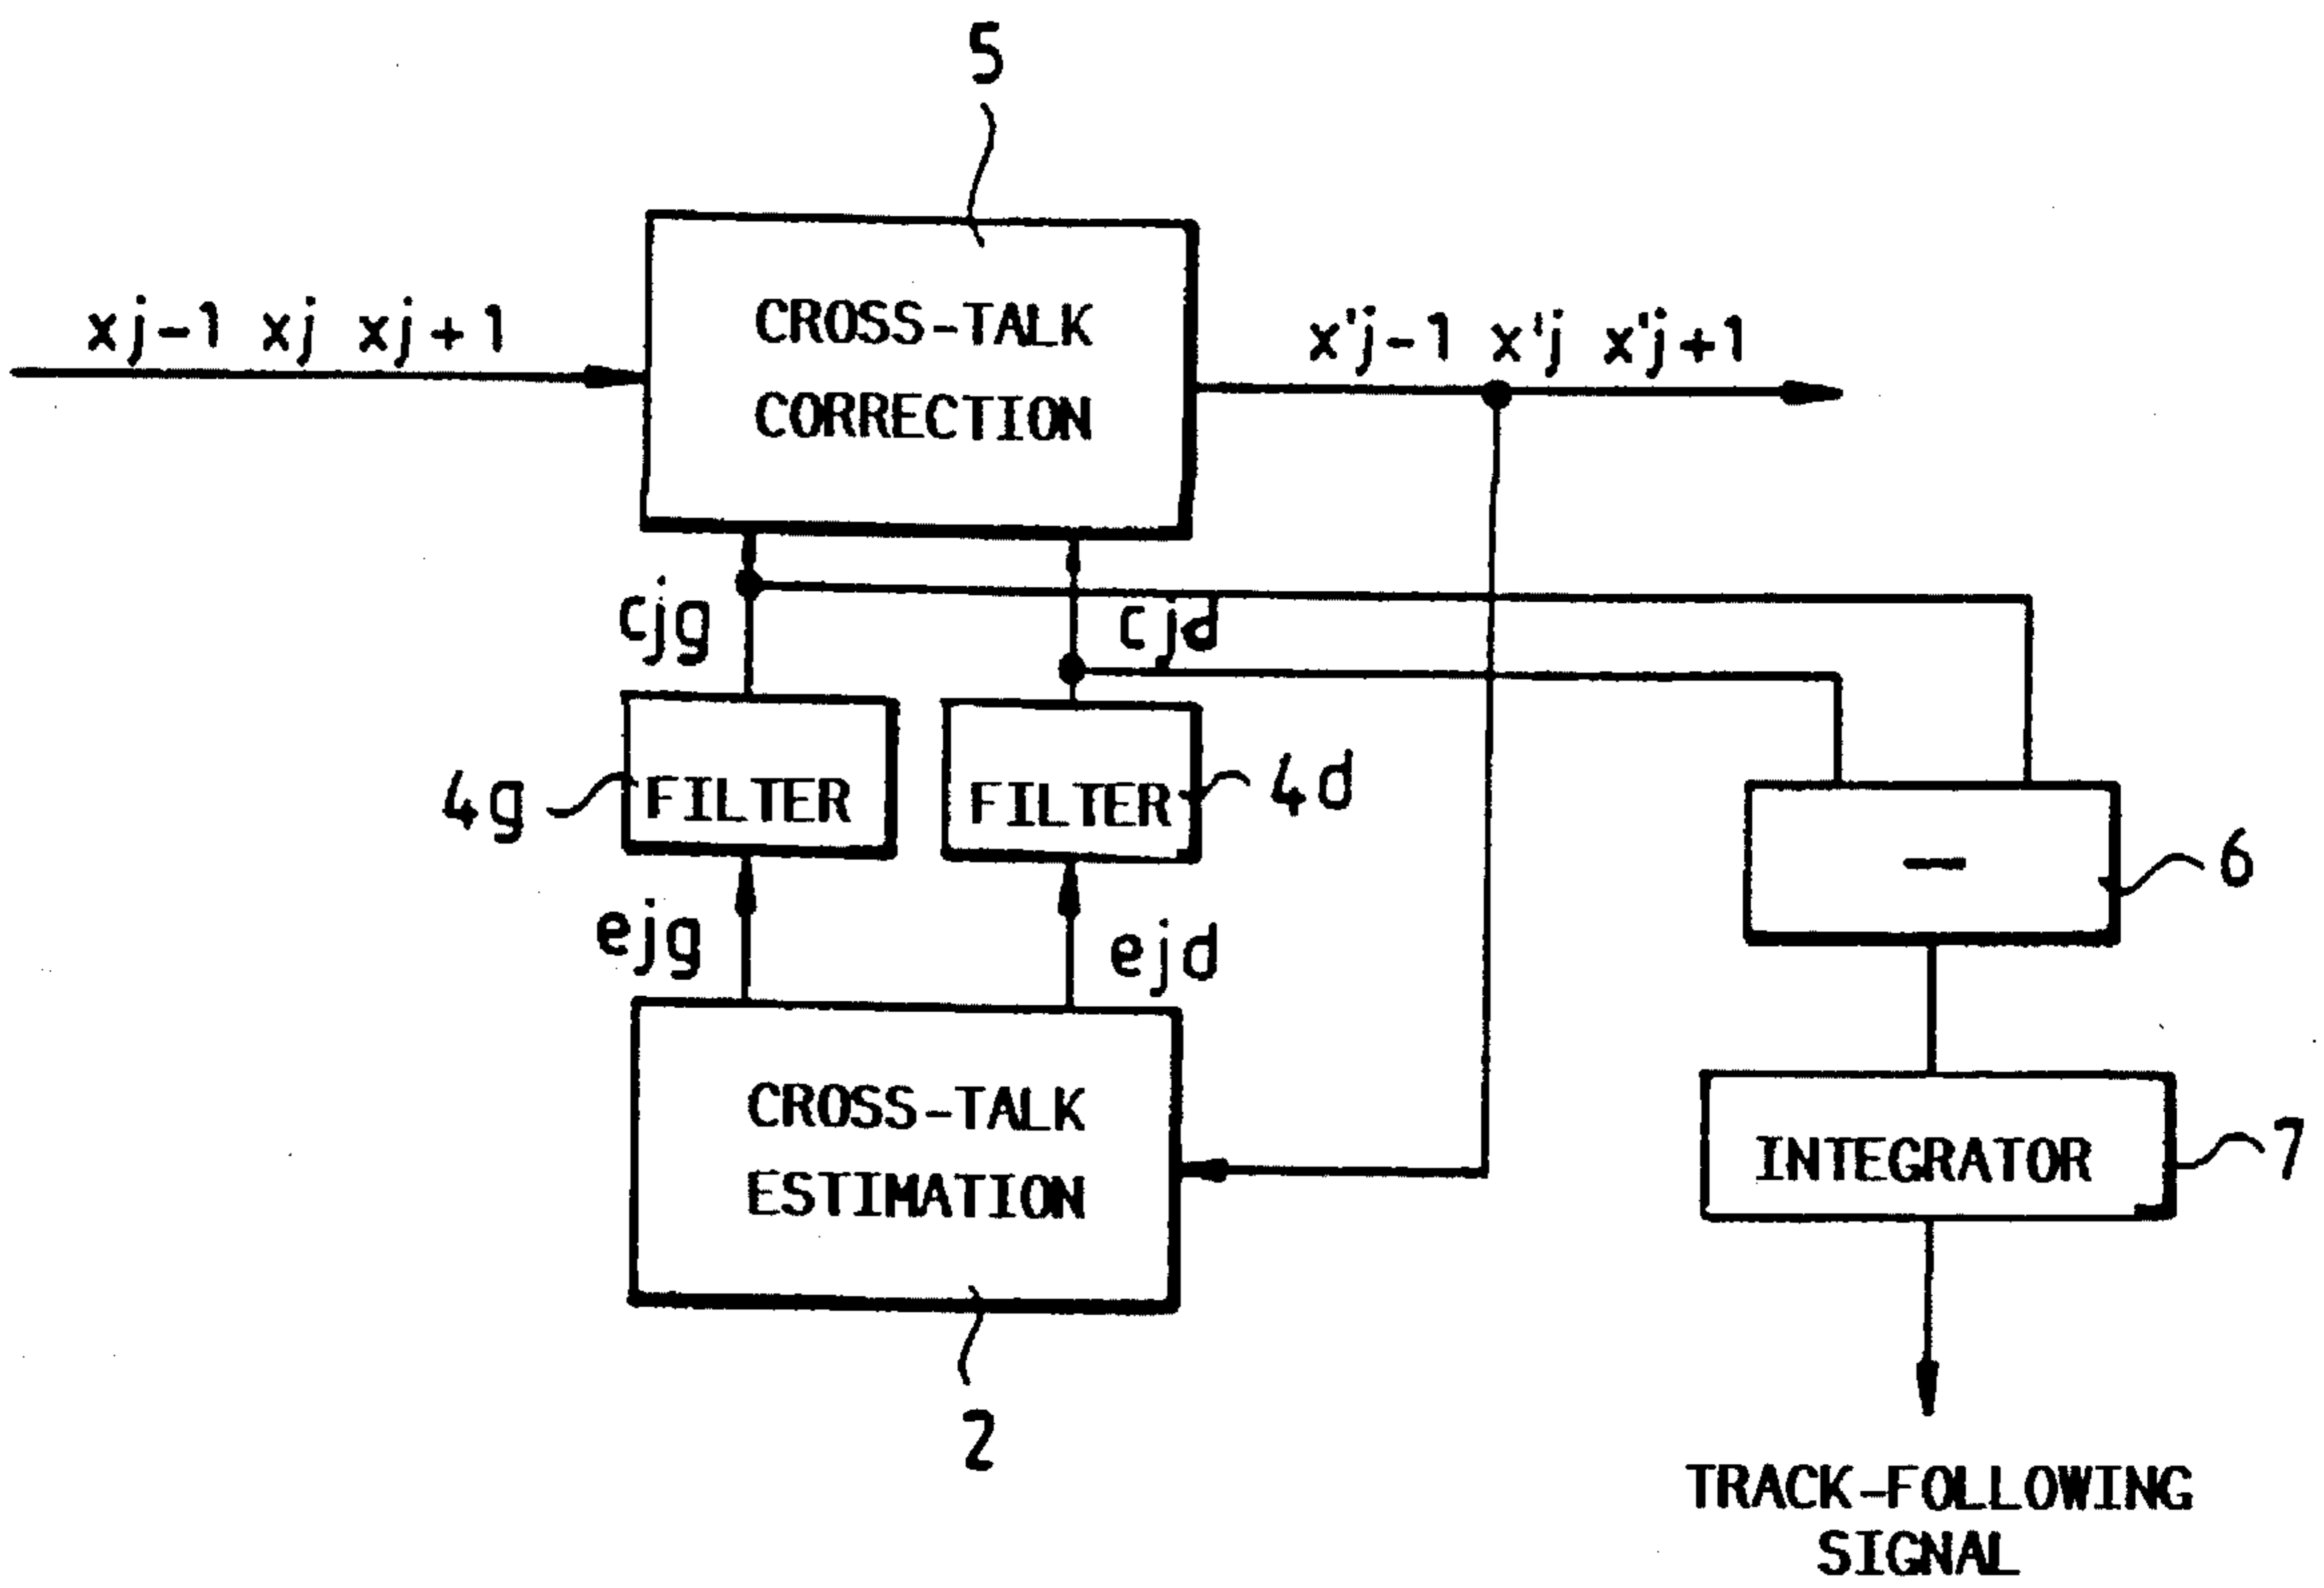 5
xj-1 xj xj+1
CROSS-TALK
CORRECTION
x'j-1 x'j x'j+1
cjg
cjd
4g
FILTER
FILTER
4d
—
6
ejg
ejd
CROSS-TALK
ESTIMATION
INTEGRATOR
7
2
TRACK-FOLLOWING
SIGNAL